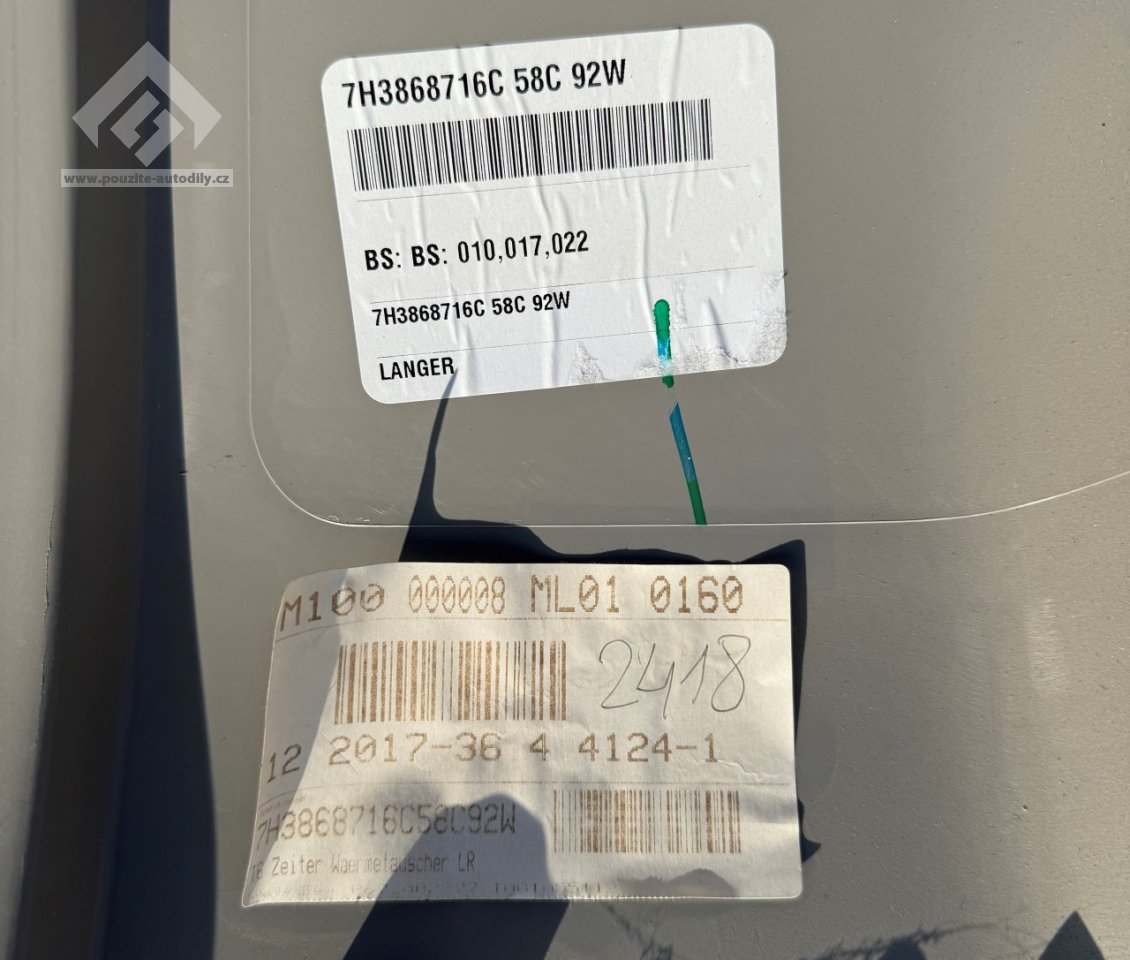 www.pouzite-autodily.cz
7H3868716C 58C 92W
BS: BS: 010,017,022
7H3868716C 58C 92W
LANGER
M100 000008 ML01 0160
2418
12 2017-36 4 4124-1
7H3868716C58C92W
T6 Zeiter Waermetauscher LR